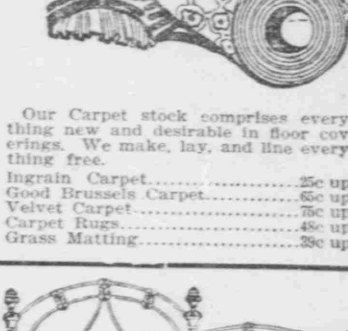 Our Carpet stock comprises every
thing new and desirable in floor cov
erings. We make, lay, and line every
thing free.
Ingrain Carpet......................25c up
Good Brussels Carpet..............65c up
Velvet Carpet........................75c up
Carpet Rugs..........................48c up
Grass Matting.......................39c up